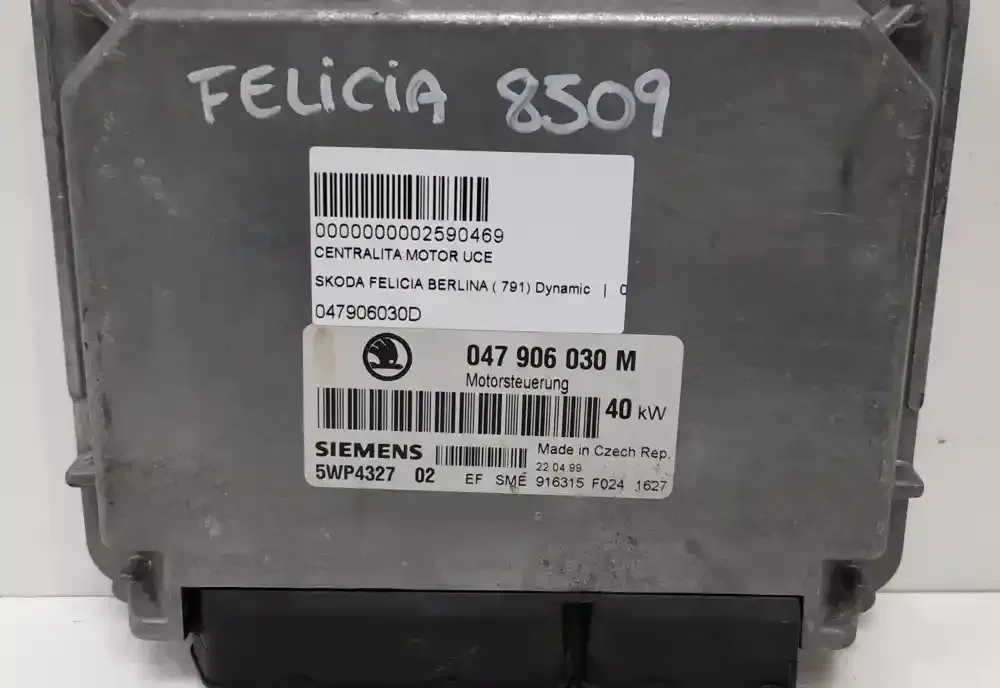 FELiCiA 8509
0000000002590469
CENTRALITA MOTOR UCE
SKODA FELICIA BERLINA ( 791) Dynamic | 0
047906030D
047 906 030 M
Motorsteuerung
40 kW
SIEMENS Made in Czech Rep.
22.04.99
5WP4327 02 EF SME 916315 F024 1627